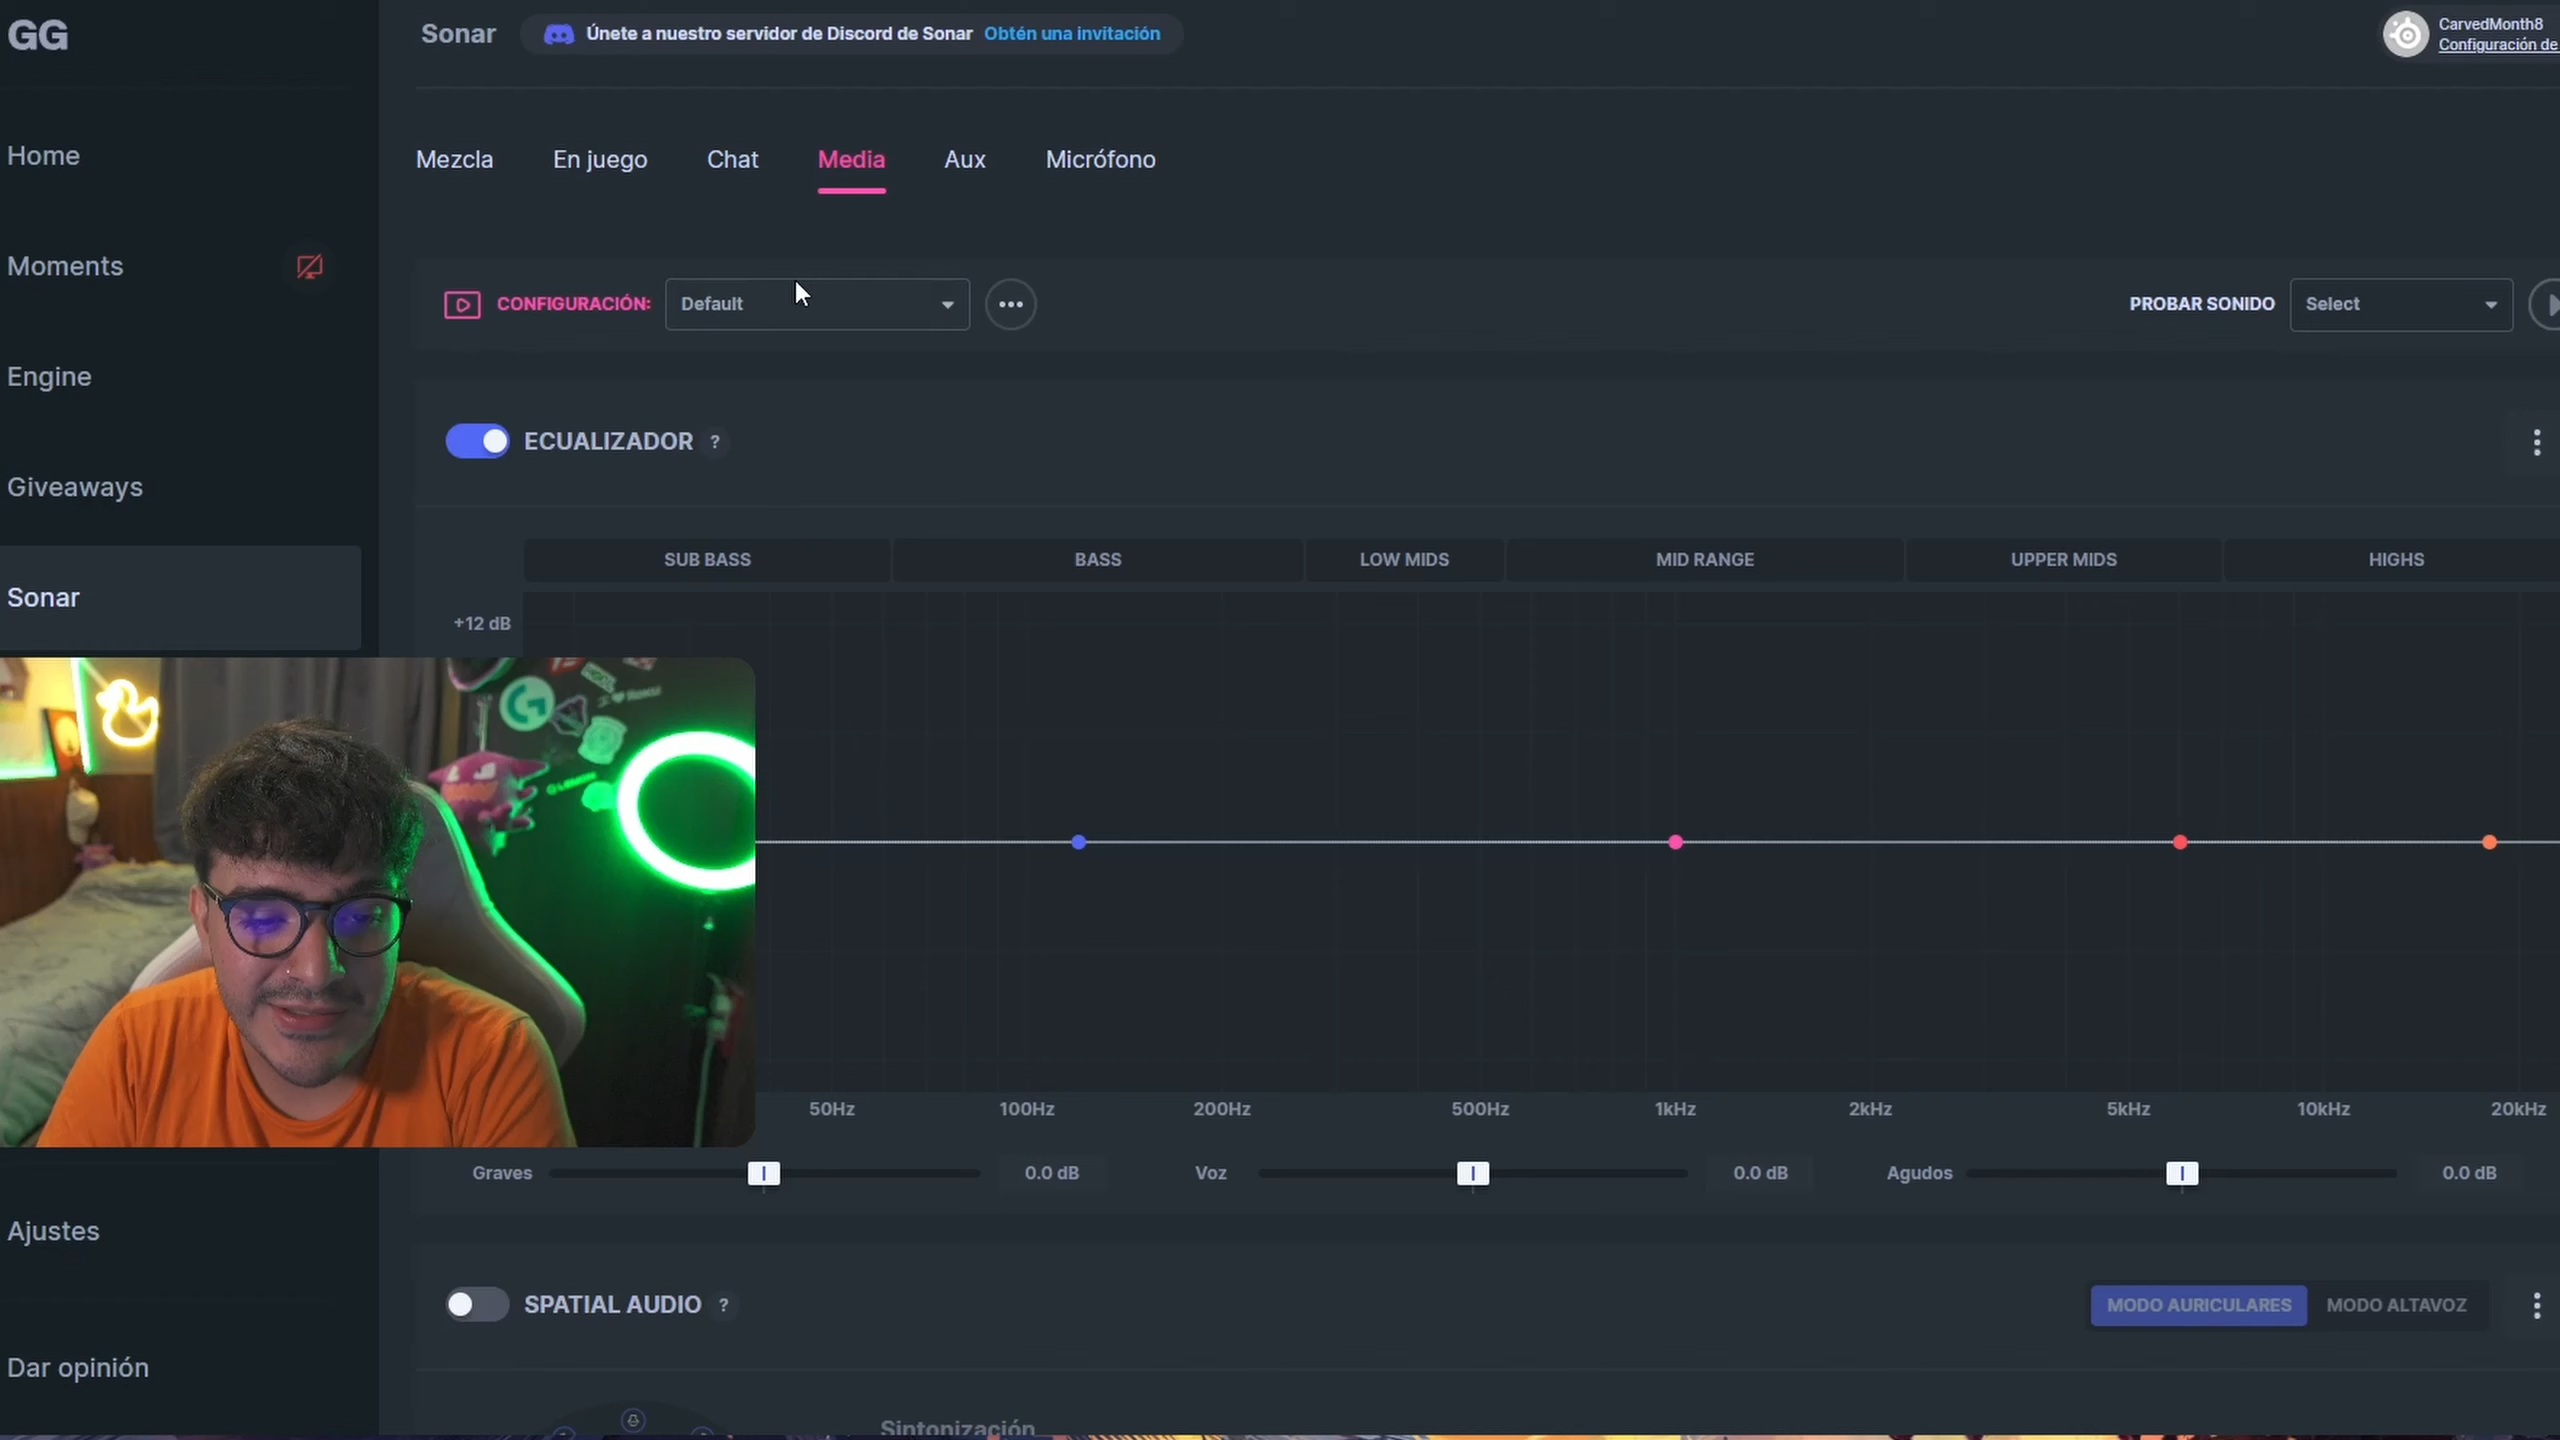 GG
Sonar
Únete a nuestro servidor de Discord de Sonar Obtén una invitación
CarvedMonth8
Configuración de
Home
Moments
Engine
Giveaways
Sonar
Mezcla
En juego
Chat
Media
Aux
Micrófono
CONFIGURACIÓN:
Default
PROBAR SONIDO
Select
ECUALIZADOR ?
SUB BASS
BASS
LOW MIDS
MID RANGE
UPPER MIDS
HIGHS
+12 dB
50Hz
100Hz
200Hz
500Hz
1kHz
2kHz
5kHz
10kHz
20kHz
Graves
0.0 dB
Voz
0.0 dB
Agudos
0.0 dB
Ajustes
SPATIAL AUDIO ?
MODO AURICULARES
MODO ALTAVOZ
Dar opinión
Sintonización